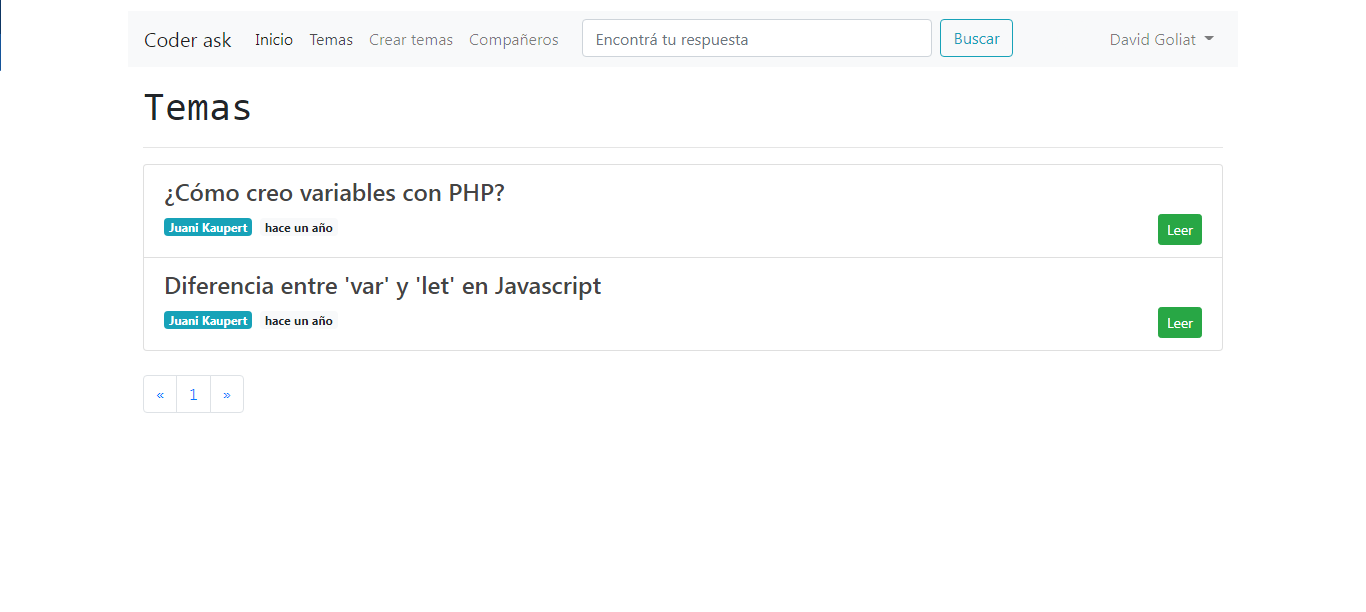 Coder ask Inicio Temas Crear temas Compañeros Encontrá tu respuesta Buscar David Goliat
Temas
¿Cómo creo variables con PHP?
Juani Kaupert hace un año
Leer
Diferencia entre 'var' y 'let' en Javascript
Juani Kaupert hace un año
Leer
« 1 »